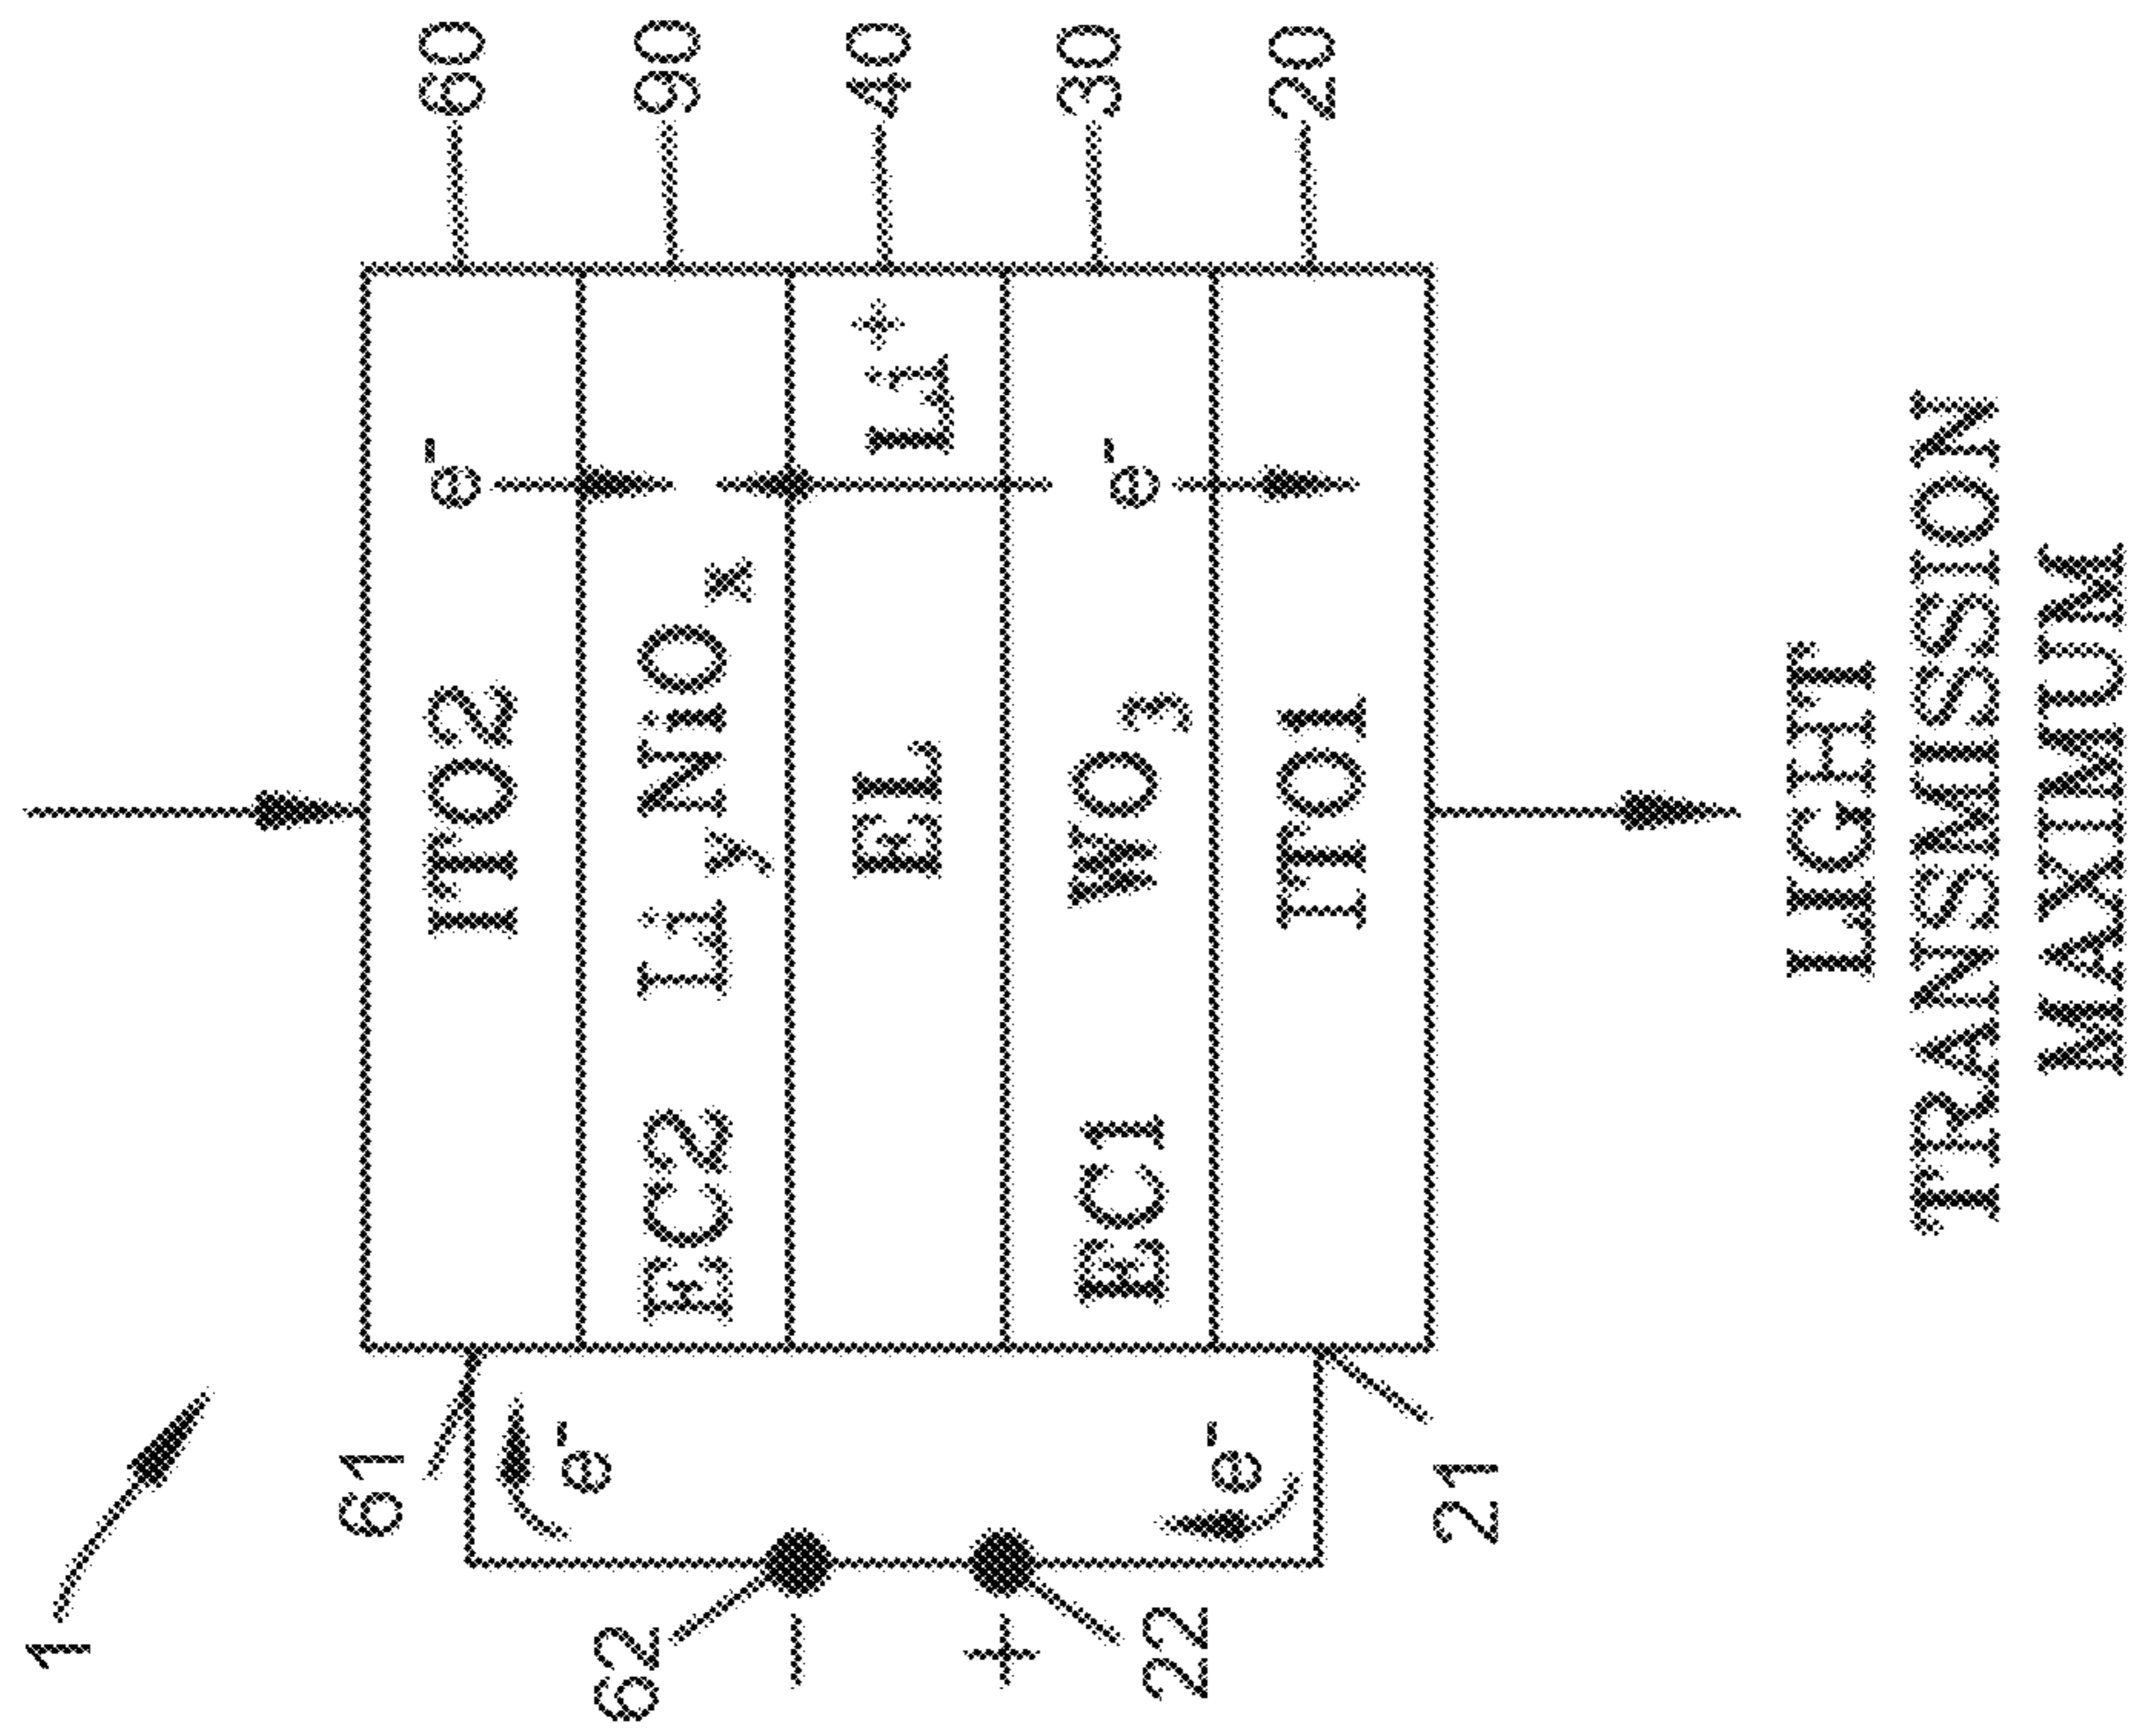 1
61
ITO2
e⁻
60
e⁻
62
EC2 LiyNiOx
90
−
EL
Li⁺
40
+
EC1 WO3
e⁻
30
22
e⁻
ITO1
20
21
LIGHT
TRANSMISSION
MAXIMUM